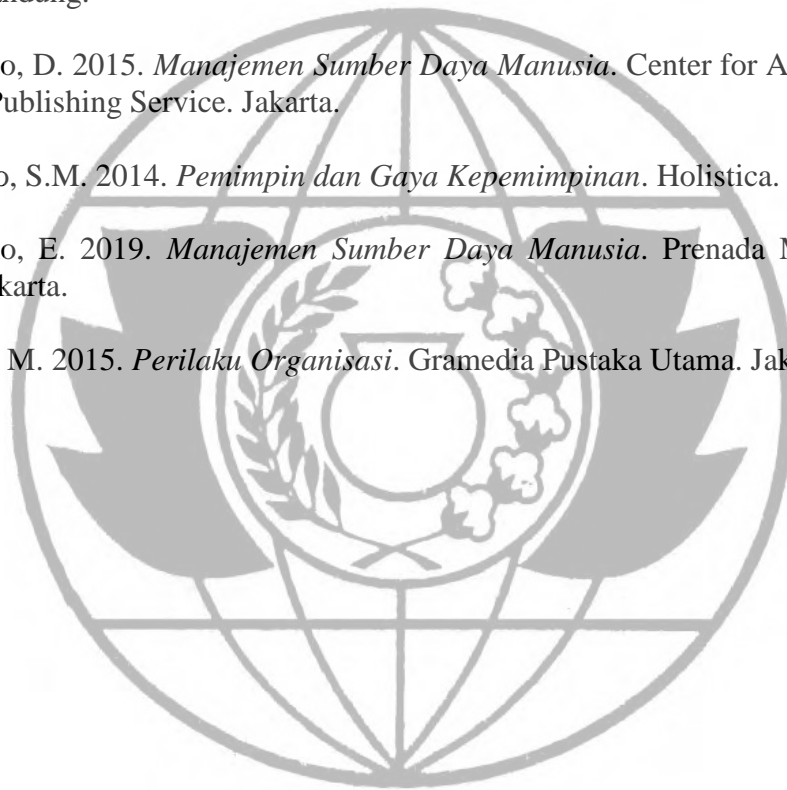 ndung.
o, D. 2015. Manajemen Sumber Daya Manusia. Center for A
Publishing Service. Jakarta.
o, S.M. 2014. Pemimpin dan Gaya Kepemimpinan. Holistica.
o, E. 2019. Manajemen Sumber Daya Manusia. Prenada M
karta.
M. 2015. Perilaku Organisasi. Gramedia Pustaka Utama. Jak